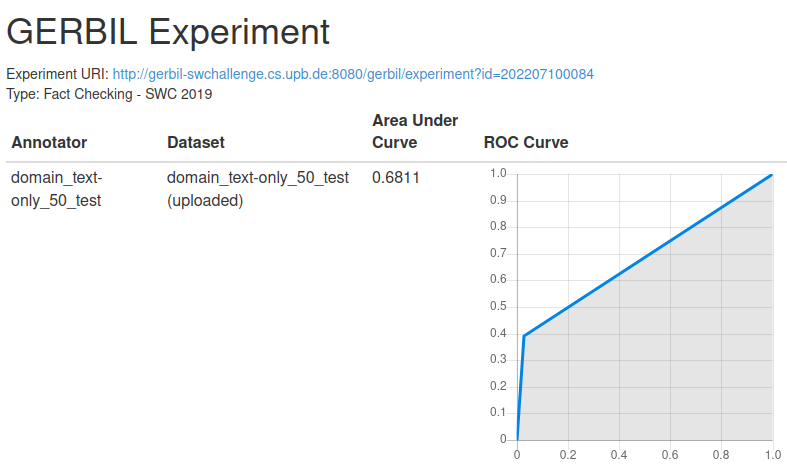 GERBIL Experiment
Experiment URI: http://gerbil-swchallenge.cs.upb.de:8080/gerbil/experiment?id=202207100084
Type: Fact Checking - SWC 2019
Annotator Dataset Area Under Curve ROC Curve
domain_text-only_50_test domain_text-only_50_test (uploaded) 0.6811
1.0
0.9
0.8
0.7
0.6
0.5
0.4
0.3
0.2
0.1
0
0 0.2 0.4 0.6 0.8 1.0